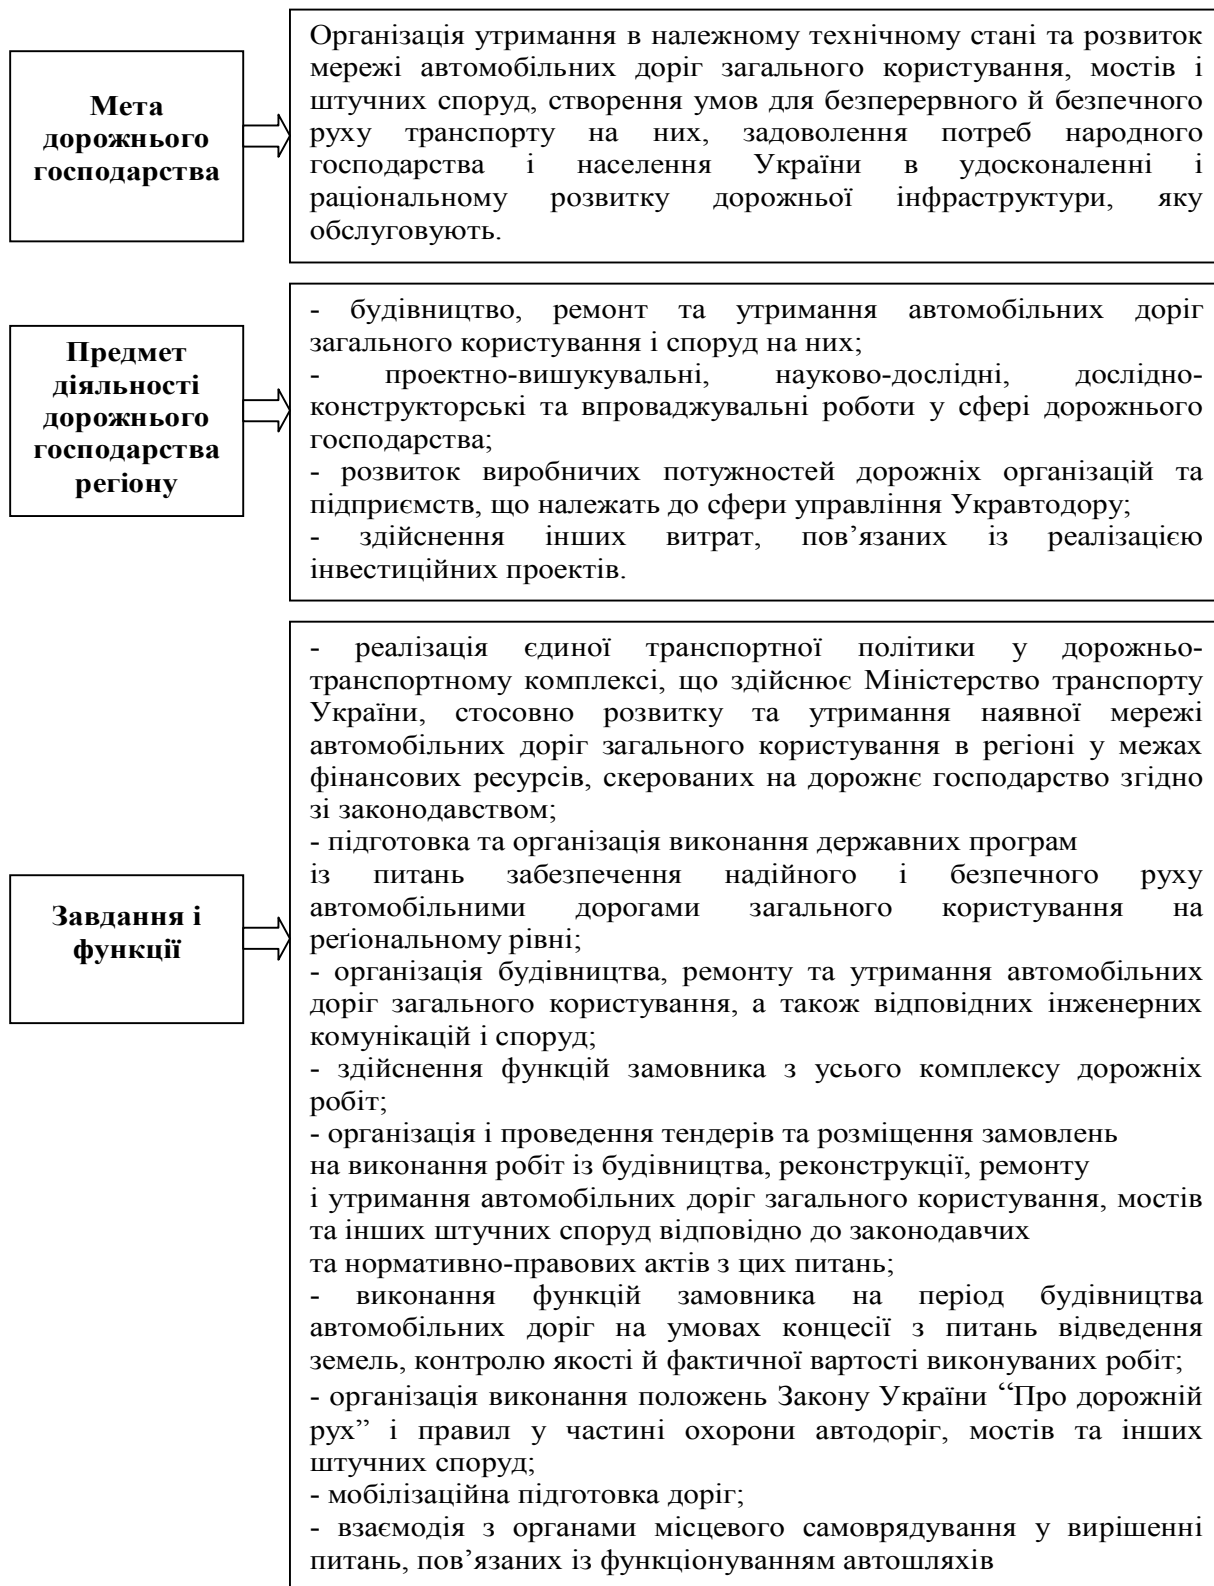 Мета
дорожнього
господарства
Організація утримання в належному технічному стані та розвиток
мережі автомобільних доріг загального користування, мостів і
штучних споруд, створення умов для безперервного й безпечного
руху транспорту на них, задоволення потреб народного
господарства і населення України в удосконаленні і
раціональному розвитку дорожньої інфраструктури, яку
обслуговують.
Предмет
діяльності
дорожнього
господарства
регіону
- будівництво, ремонт та утримання автомобільних доріг
загального користування і споруд на них;
- проектно-вишукувальні, науково-дослідні, дослідно-
конструкторські та впроваджувальні роботи у сфері дорожнього
господарства;
- розвиток виробничих потужностей дорожніх організацій та
підприємств, що належать до сфери управління Укравтодору;
- здійснення інших витрат, пов’язаних із реалізацією
інвестиційних проектів.
Завдання і
функції
- реалізація єдиної транспортної політики у дорожньо-
транспортному комплексі, що здійснює Міністерство транспорту
України, стосовно розвитку та утримання наявної мережі
автомобільних доріг загального користування в регіоні у межах
фінансових ресурсів, скерованих на дорожнє господарство згідно
зі законодавством;
- підготовка та організація виконання державних програм
із питань забезпечення надійного і безпечного руху
автомобільними дорогами загального користування на
реґіональному рівні;
- організація будівництва, ремонту та утримання автомобільних
доріг загального користування, а також відповідних інженерних
комунікацій і споруд;
- здійснення функцій замовника з усього комплексу дорожніх
робіт;
- організація і проведення тендерів та розміщення замовлень
на виконання робіт із будівництва, реконструкції, ремонту
і утримання автомобільних доріг загального користування, мостів
та інших штучних споруд відповідно до законодавчих
та нормативно-правових актів з цих питань;
- виконання функцій замовника на період будівництва
автомобільних доріг на умовах концесії з питань відведення
земель, контролю якості й фактичної вартості виконуваних робіт;
- організація виконання положень Закону України “Про дорожній
рух” і правил у частині охорони автодоріг, мостів та інших
штучних споруд;
- мобілізаційна підготовка доріг;
- взаємодія з органами місцевого самоврядування у вирішенні
питань, пов’язаних із функціонуванням автошляхів